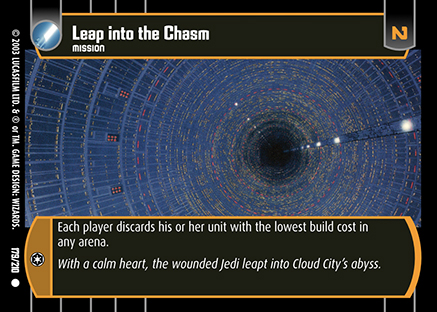 Leap into the Chasm
MISSION
N
Each player discards his or her unit with the lowest build cost in
any arena.
With a calm heart, the wounded Jedi leapt into Cloud City's abyss.
© 2003 LUCASFILM LTD. & ® or TM. GAME DESIGN: WIZARDS.
179/210